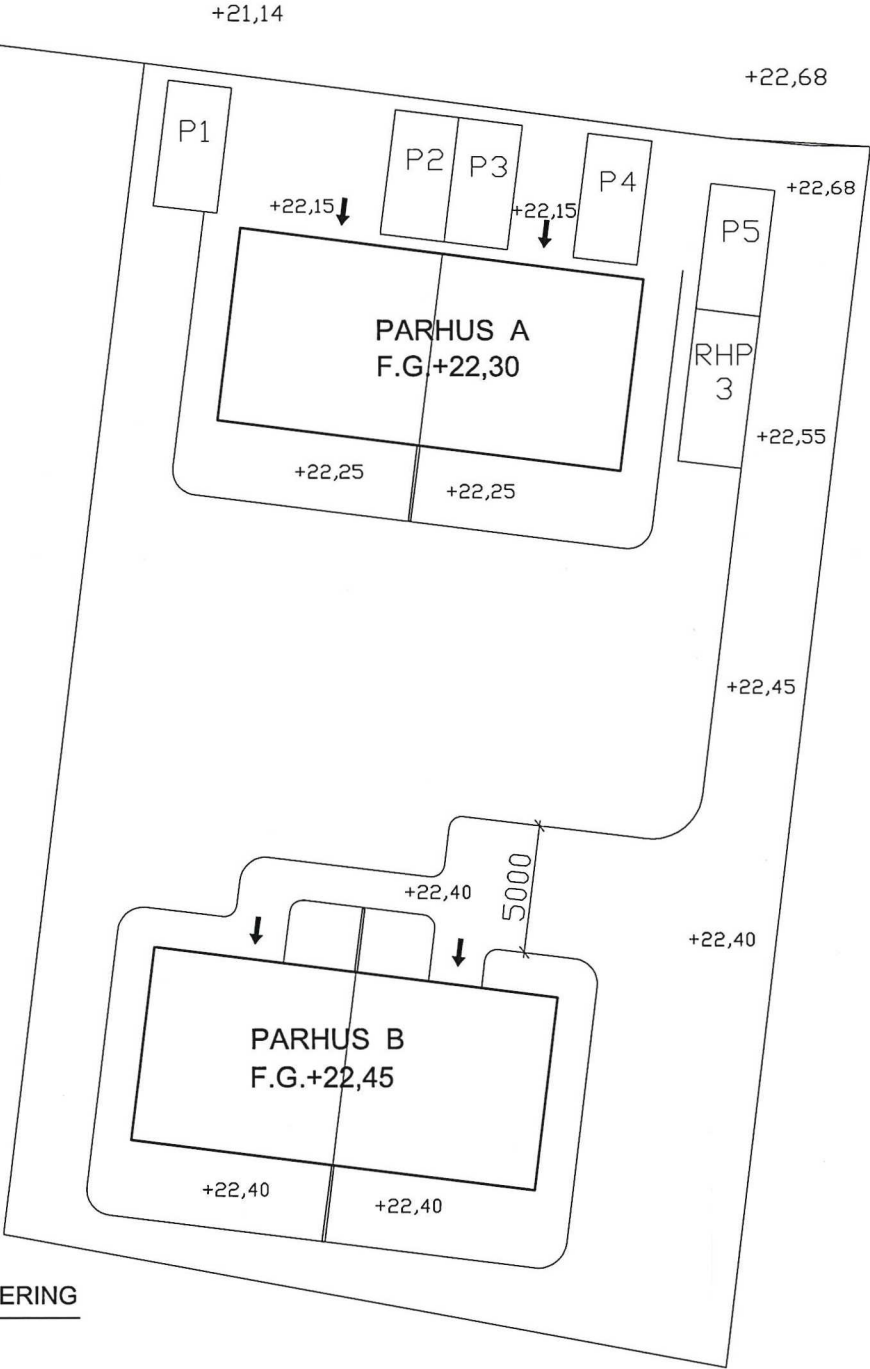 +21,14
+22,68
P1
P2
P3
P4
+22,68
P5
+22,15
+22,15
PARHUS A
F.G.+22,30
RHP
3
+22,55
+22,25
+22,25
+22,45
5000
+22,40
+22,40
PARHUS B
F.G.+22,45
+22,40
+22,40
ERING